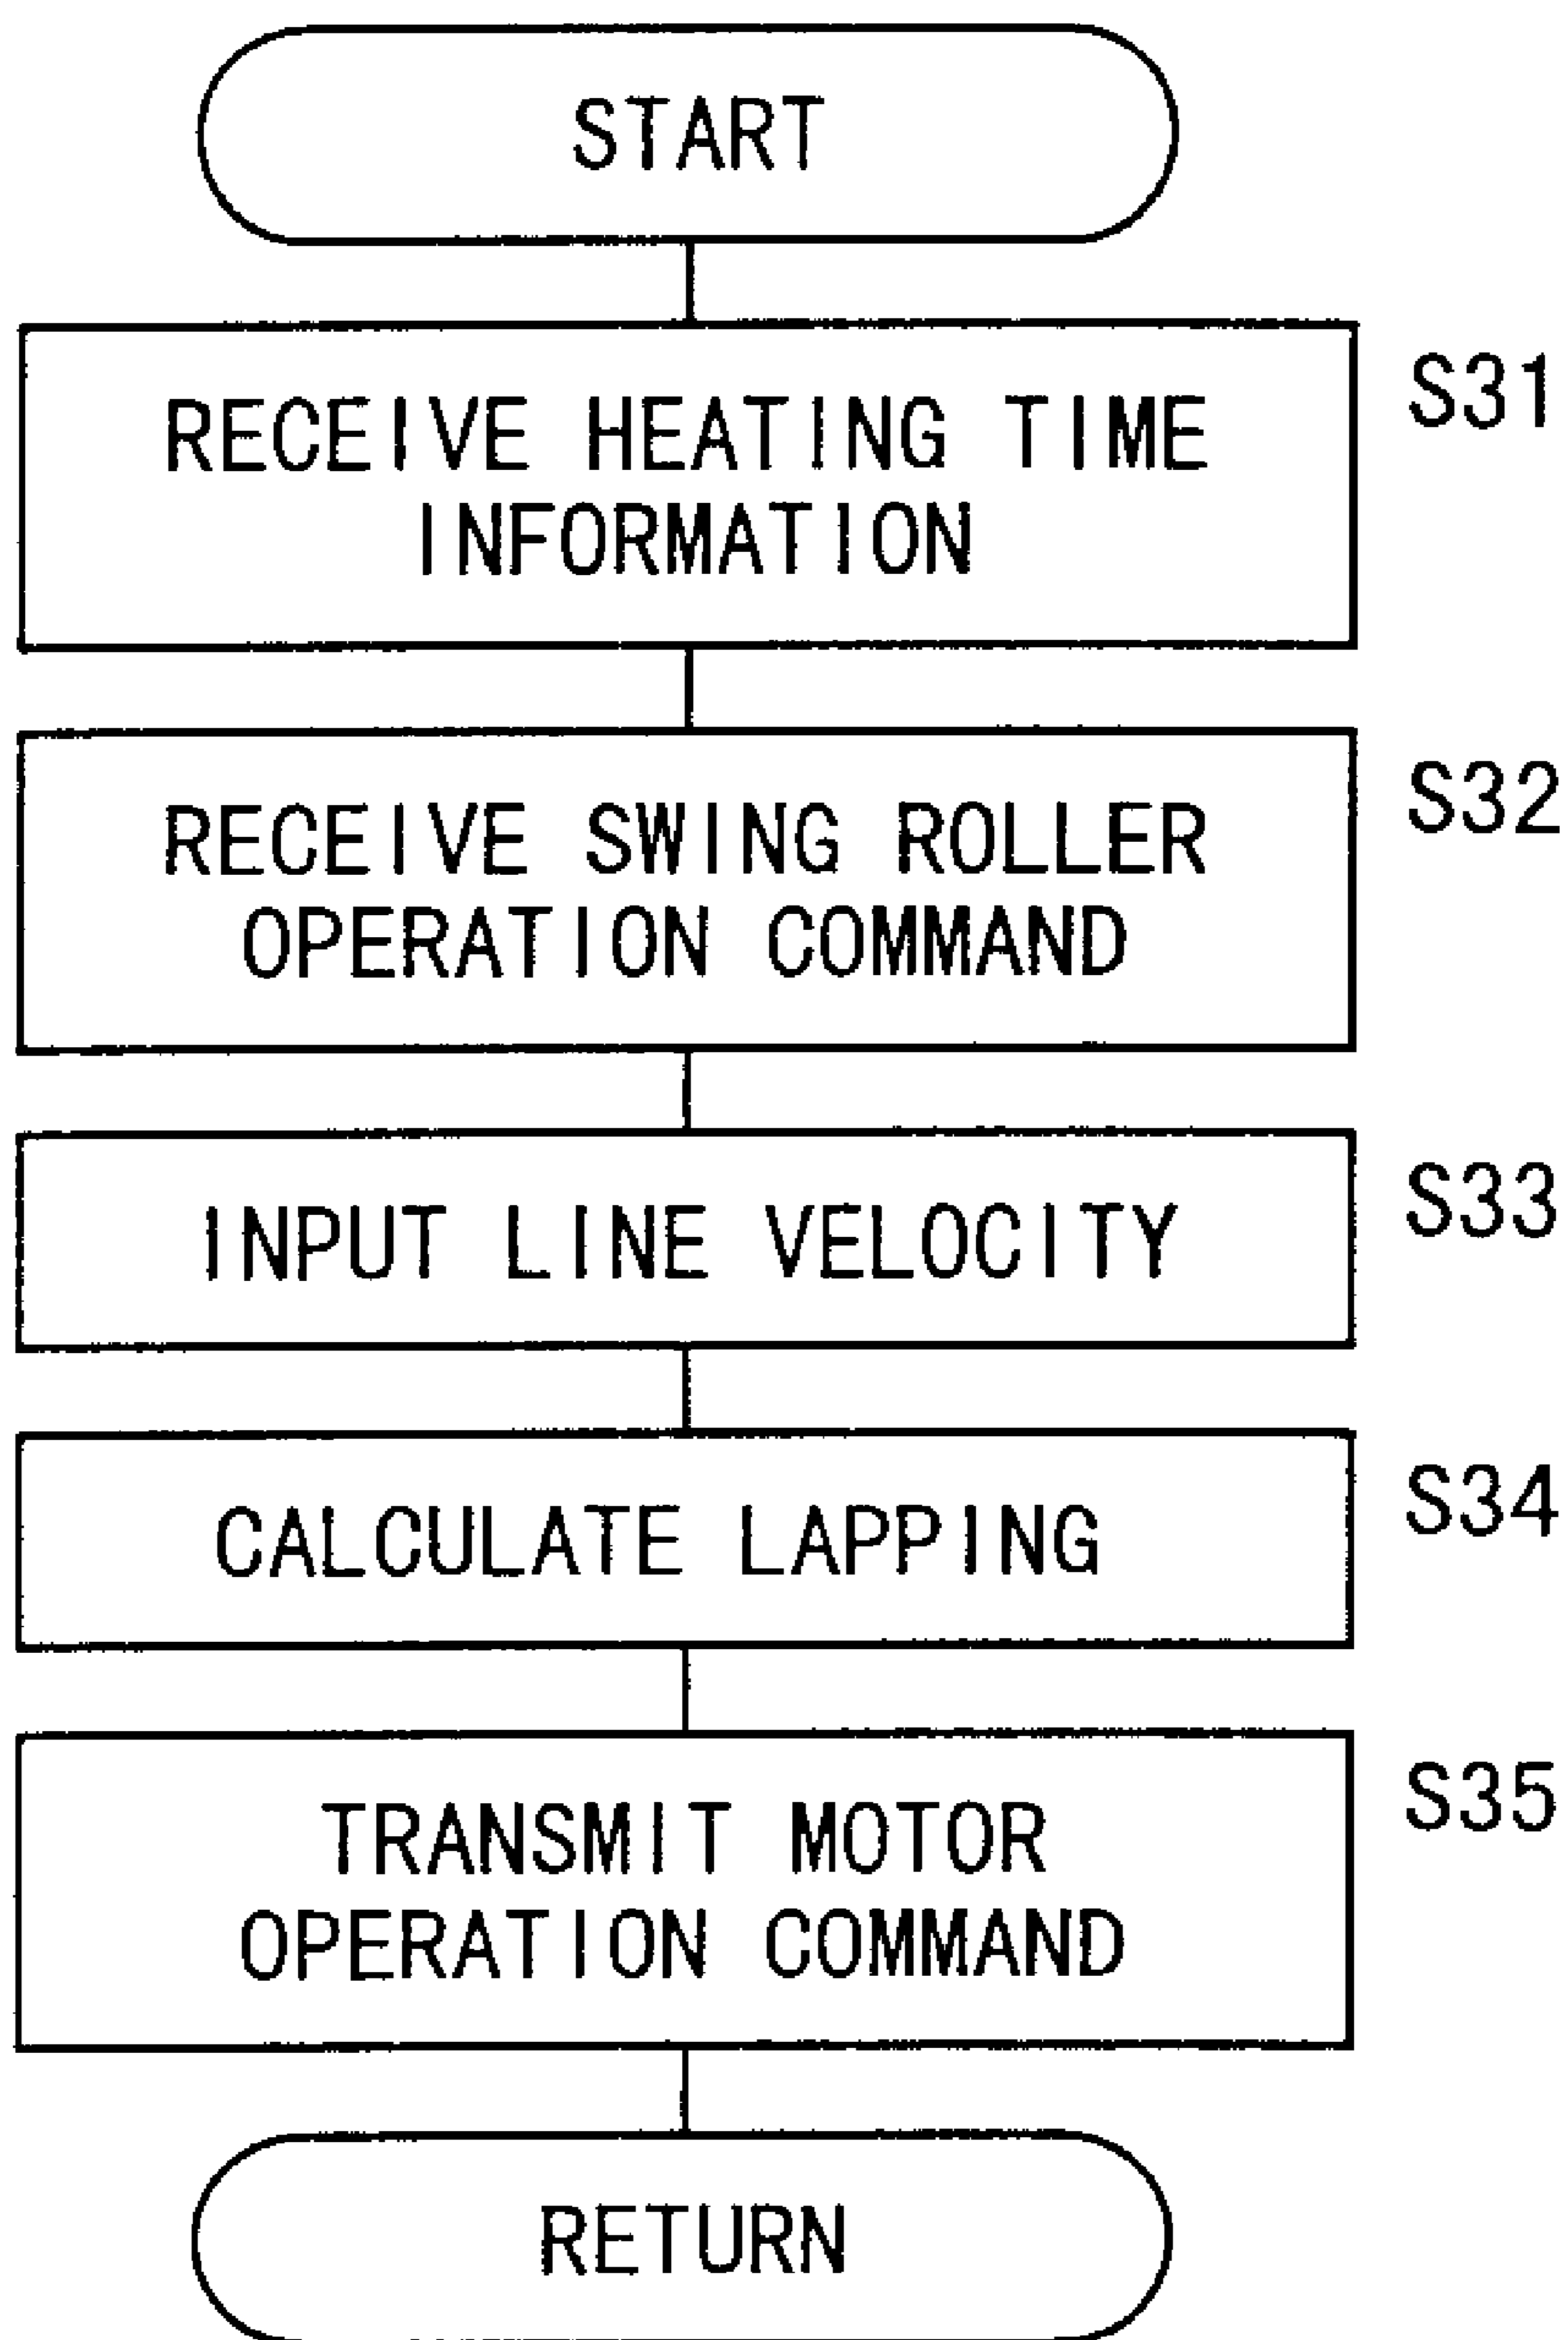 START
RECEIVE HEATING TIME
INFORMATION
S31
RECEIVE SWING ROLLER
OPERATION COMMAND
S32
INPUT LINE VELOCITY
S33
CALCULATE LAPPING
S34
TRANSMIT MOTOR
OPERATION COMMAND
S35
RETURN